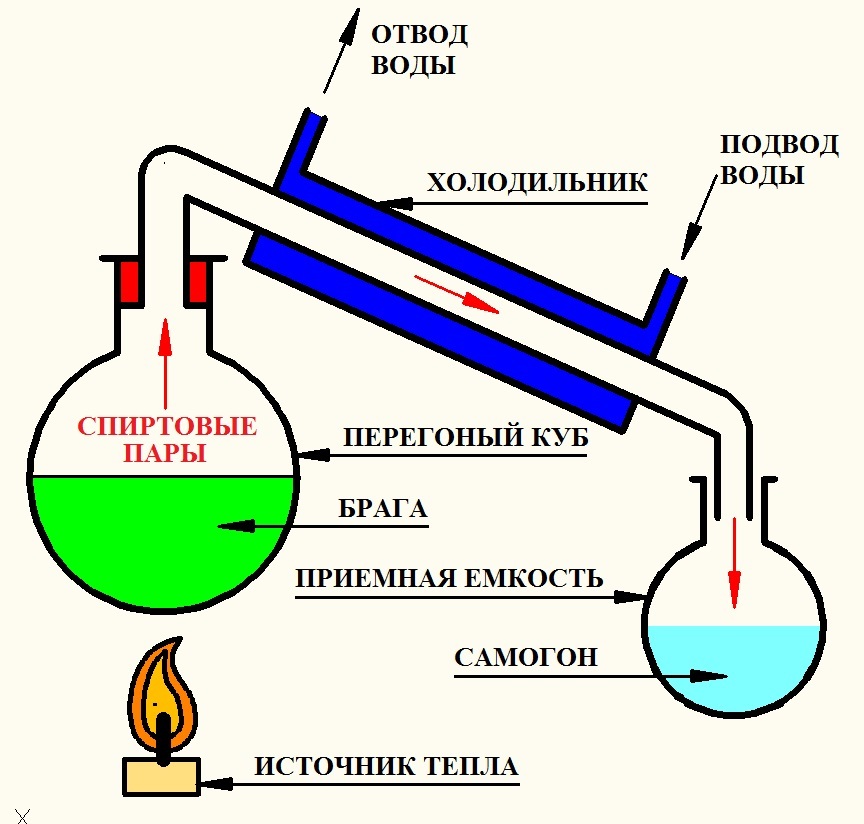 ОТВОД
ВОДЫ
ПОДВОД
ВОДЫ
ХОЛОДИЛЬНИК
СПИРТОВЫЕ
ПАРЫ
ПЕРЕГОНЫЙ КУБ
БРАГА
ПРИЕМНАЯ ЕМКОСТЬ
САМОГОН
ИСТОЧНИК ТЕПЛА
X